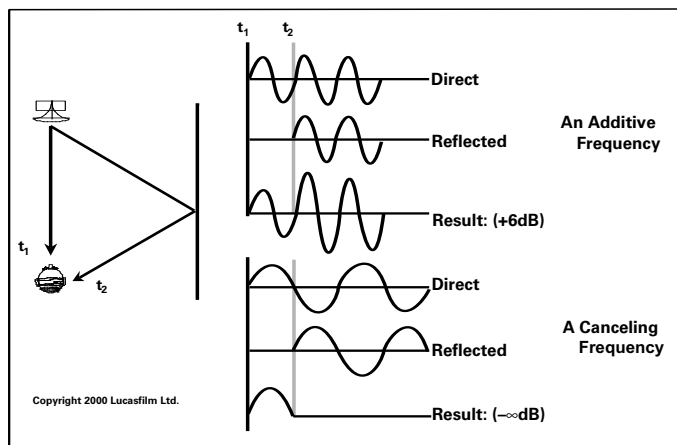 t1 t2
Direct
An Additive
Frequency
Reflected
Result: (+6dB)
t1
t2
Direct
A Canceling
Frequency
Reflected
Copyright 2000 Lucasfilm Ltd.
Result: (–∞dB)